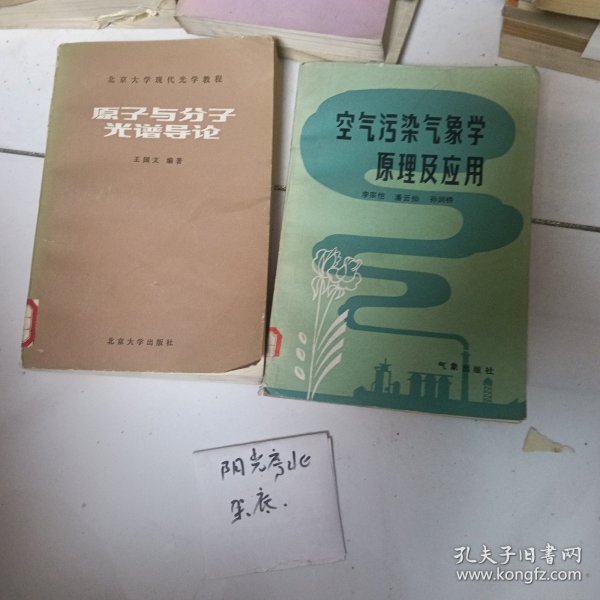 北京大学现代光学教程
原子与分子
光谱导论
王国文 编著
北京大学出版社
空气污染气象学
原理及应用
李宗恺 潘云仙 孙润桥
气象出版社
阳光房北
架底.
孔夫子旧书网
www.kongfz.com